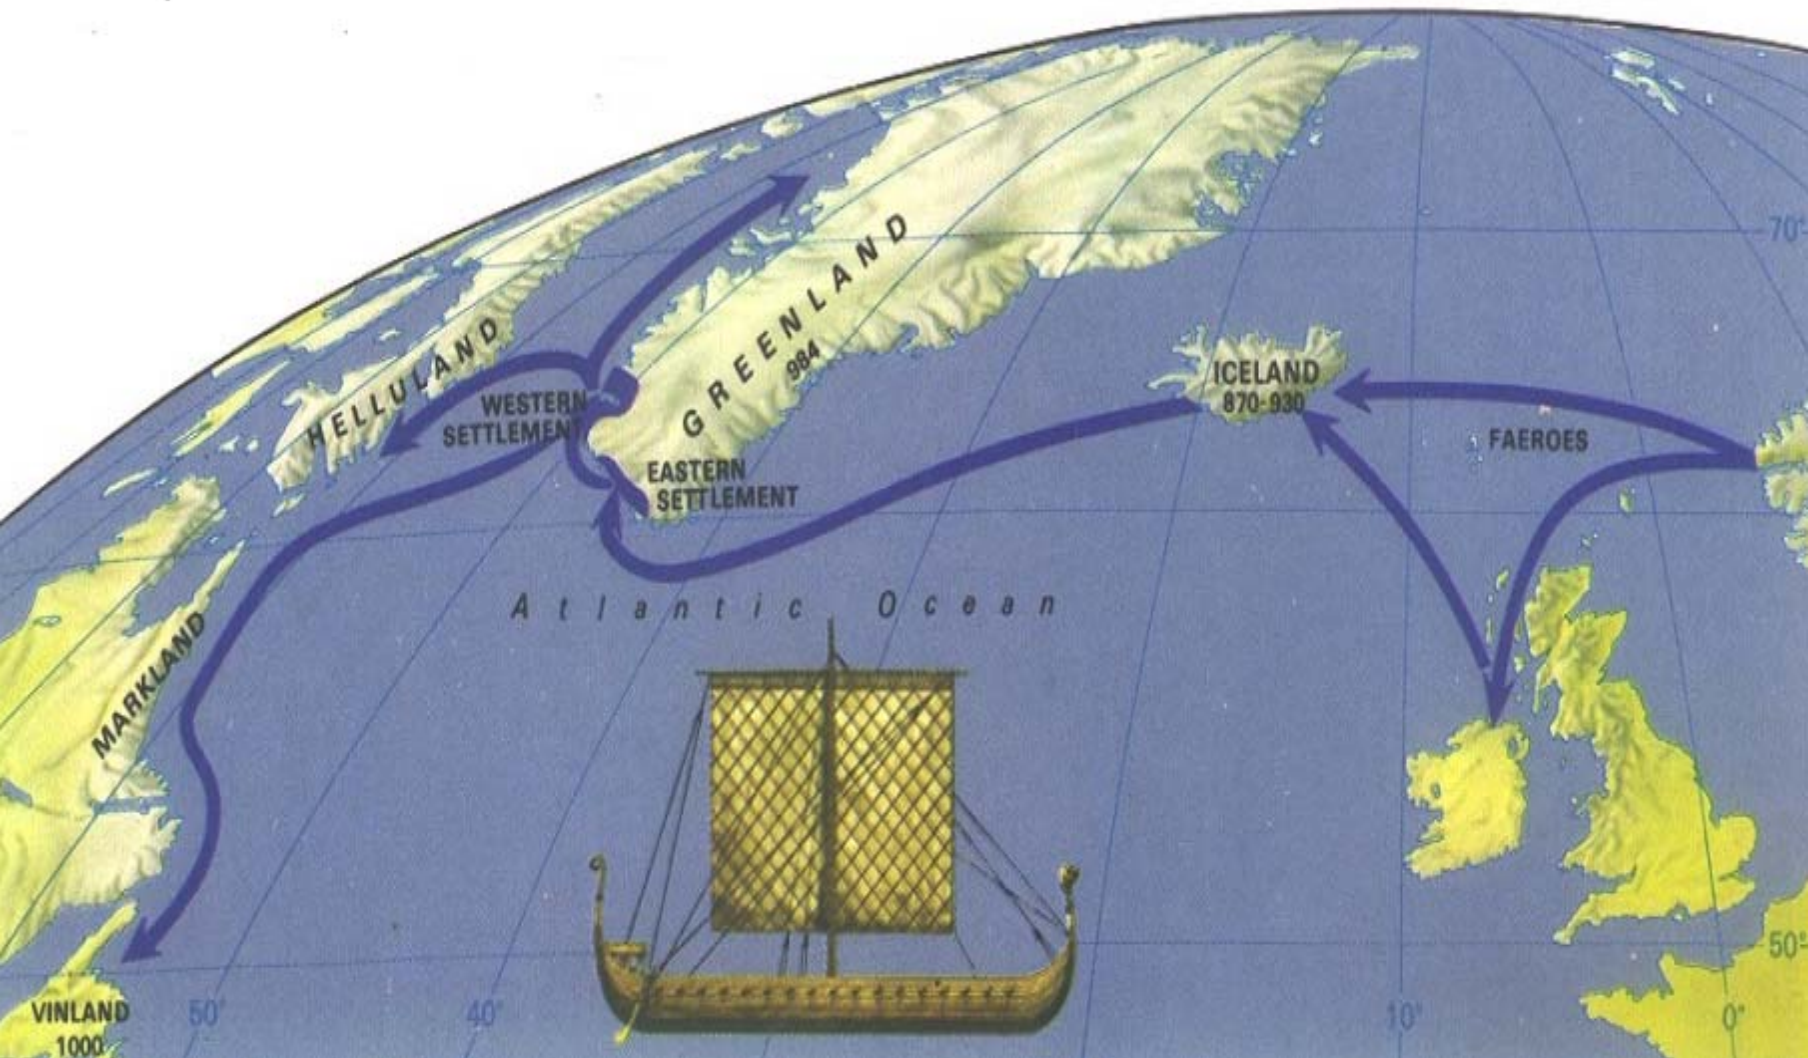 70°
GREENLAND
984
HELLULAND
ICELAND
870-930
WESTERN
SETTLEMENT
FAEROES
EASTERN
SETTLEMENT
Atlantic Ocean
MARKLAND
50°
VINLAND
1000
50°
40°
10°
0°